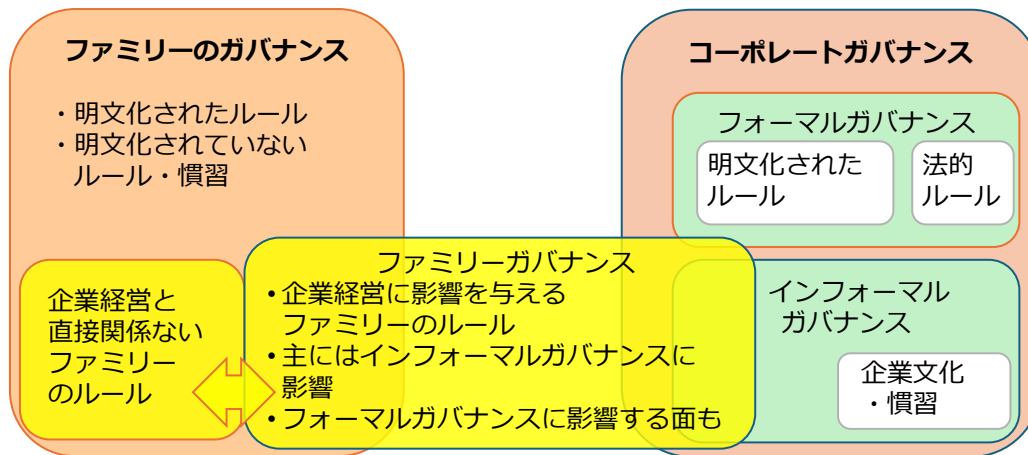 ファミリーのガバナンス
・明文化されたルール
・明文化されていない
ルール・慣習
企業経営と
直接関係ない
ファミリー
のルール
ファミリーガバナンス
•企業経営に影響を与える
ファミリーのルール
•主にはインフォーマルガバナンスに
影響
•フォーマルガバナンスに影響する面も
コーポレートガバナンス
フォーマルガバナンス
明文化された
ルール
法的
ルール
インフォーマル
ガバナンス
企業文化
・慣習